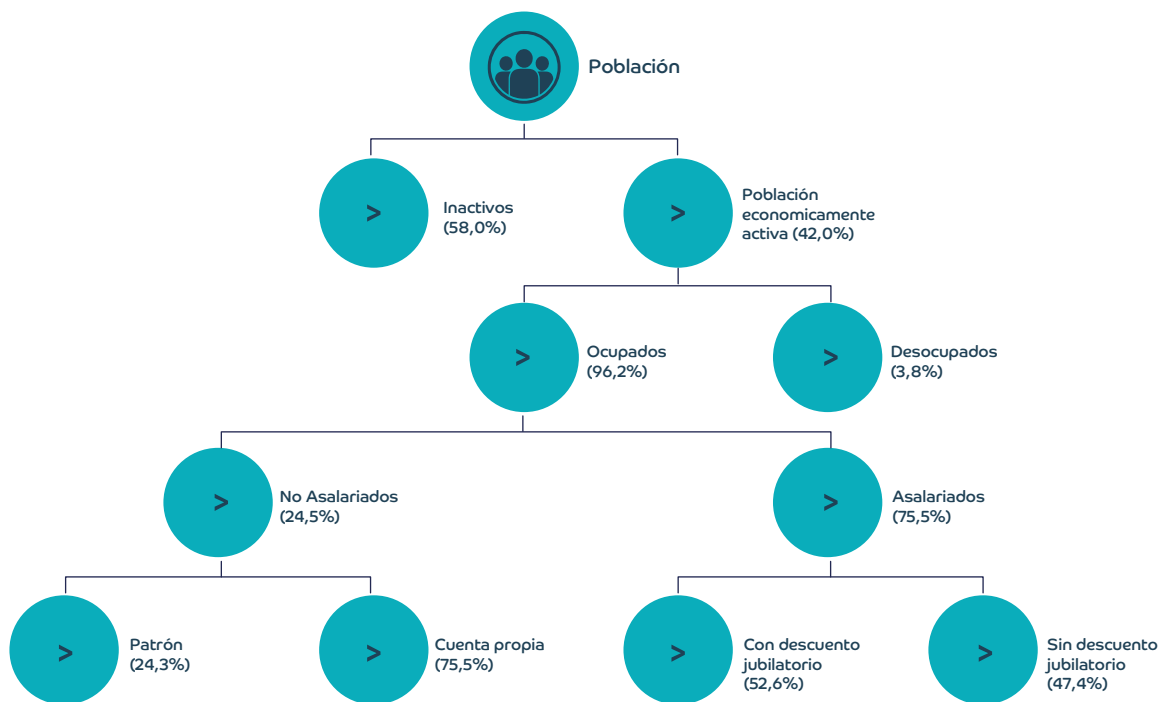 Población
Inactivos
(58,0%)
Población
economicamente
activa (42,0%)
>
>
Ocupados
(96,2%)
Desocupados
(3,8%)
>
>
No Asalariados
(24,5%)
Asalariados
(75,5%)
>
>
Patrón
(24,3%)
Cuenta propia
(75,5%)
Con descuento
jubilatorio
(52,6%)
Sin descuento
jubilatorio
(47,4%)
>
>
>
>